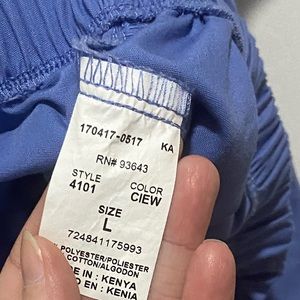 170417-0517 KA
RN# 93643
STYLE COLOR
4101 CIEW
SIZE
L
724841175993
POLYESTER/POLIESTER
COTTON/ALGODON
DE IN : KENYA
O EN : KENIA